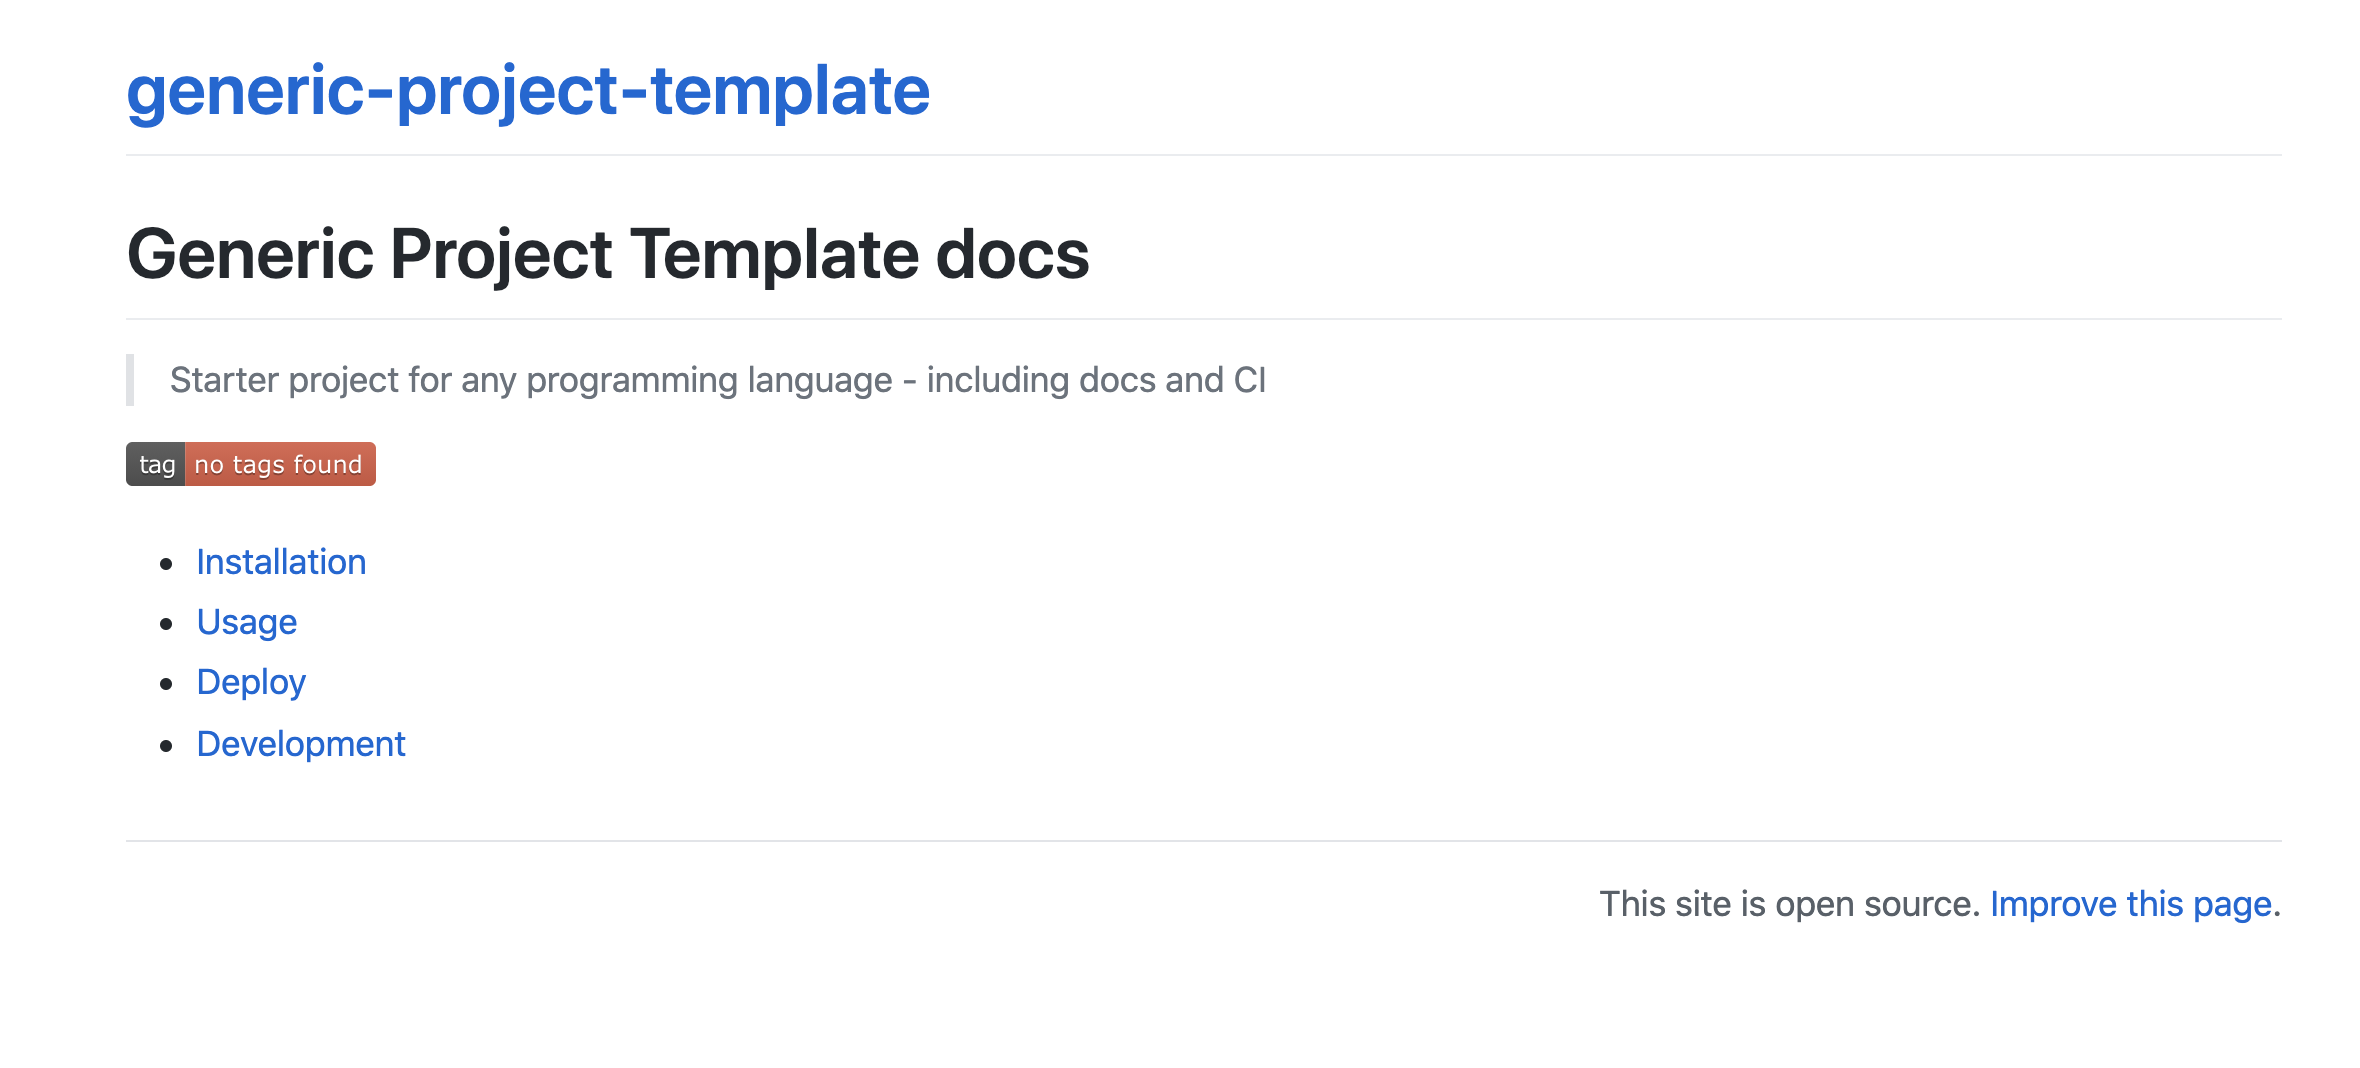 generic-project-template
Generic Project Template docs
Starter project for any programming language - including docs and CI
tag no tags found
Installation
Usage
Deploy
Development
This site is open source. Improve this page.